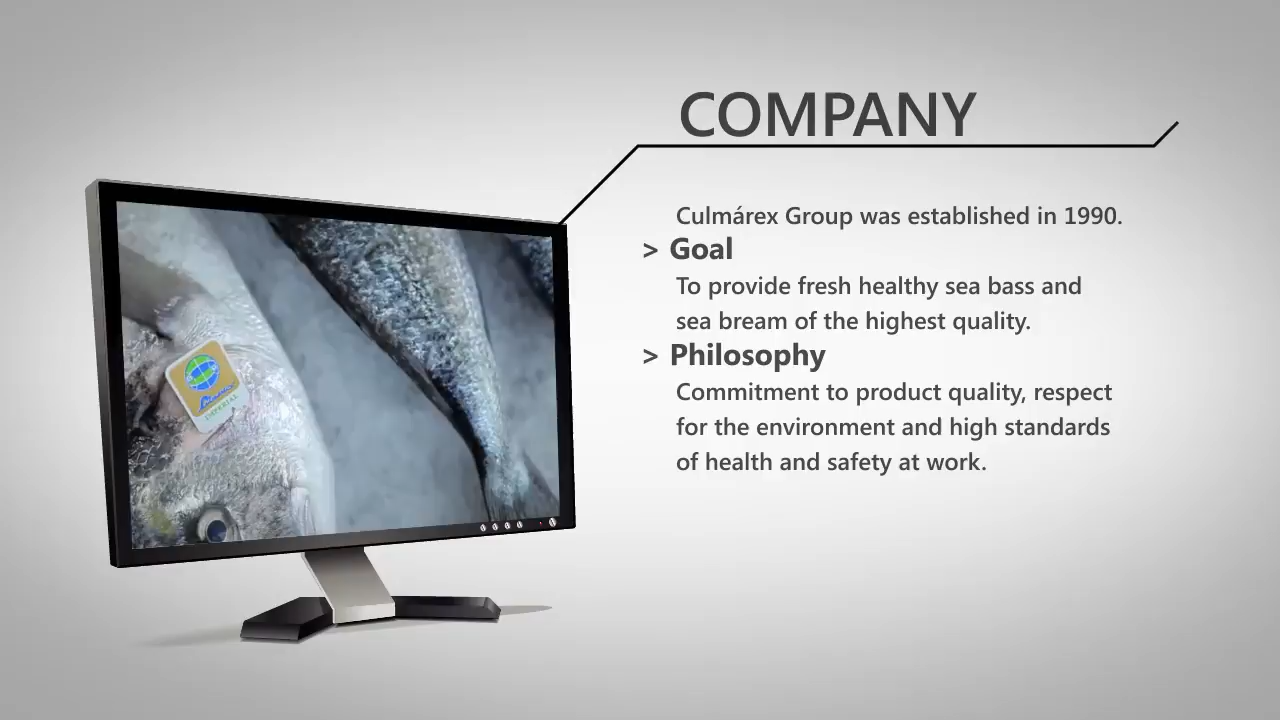 COMPANY
Culmárex Group was established in 1990.
> Goal
To provide fresh healthy sea bass and
sea bream of the highest quality.
> Philosophy
Commitment to product quality, respect
for the environment and high standards
of health and safety at work.
IMPERIAL